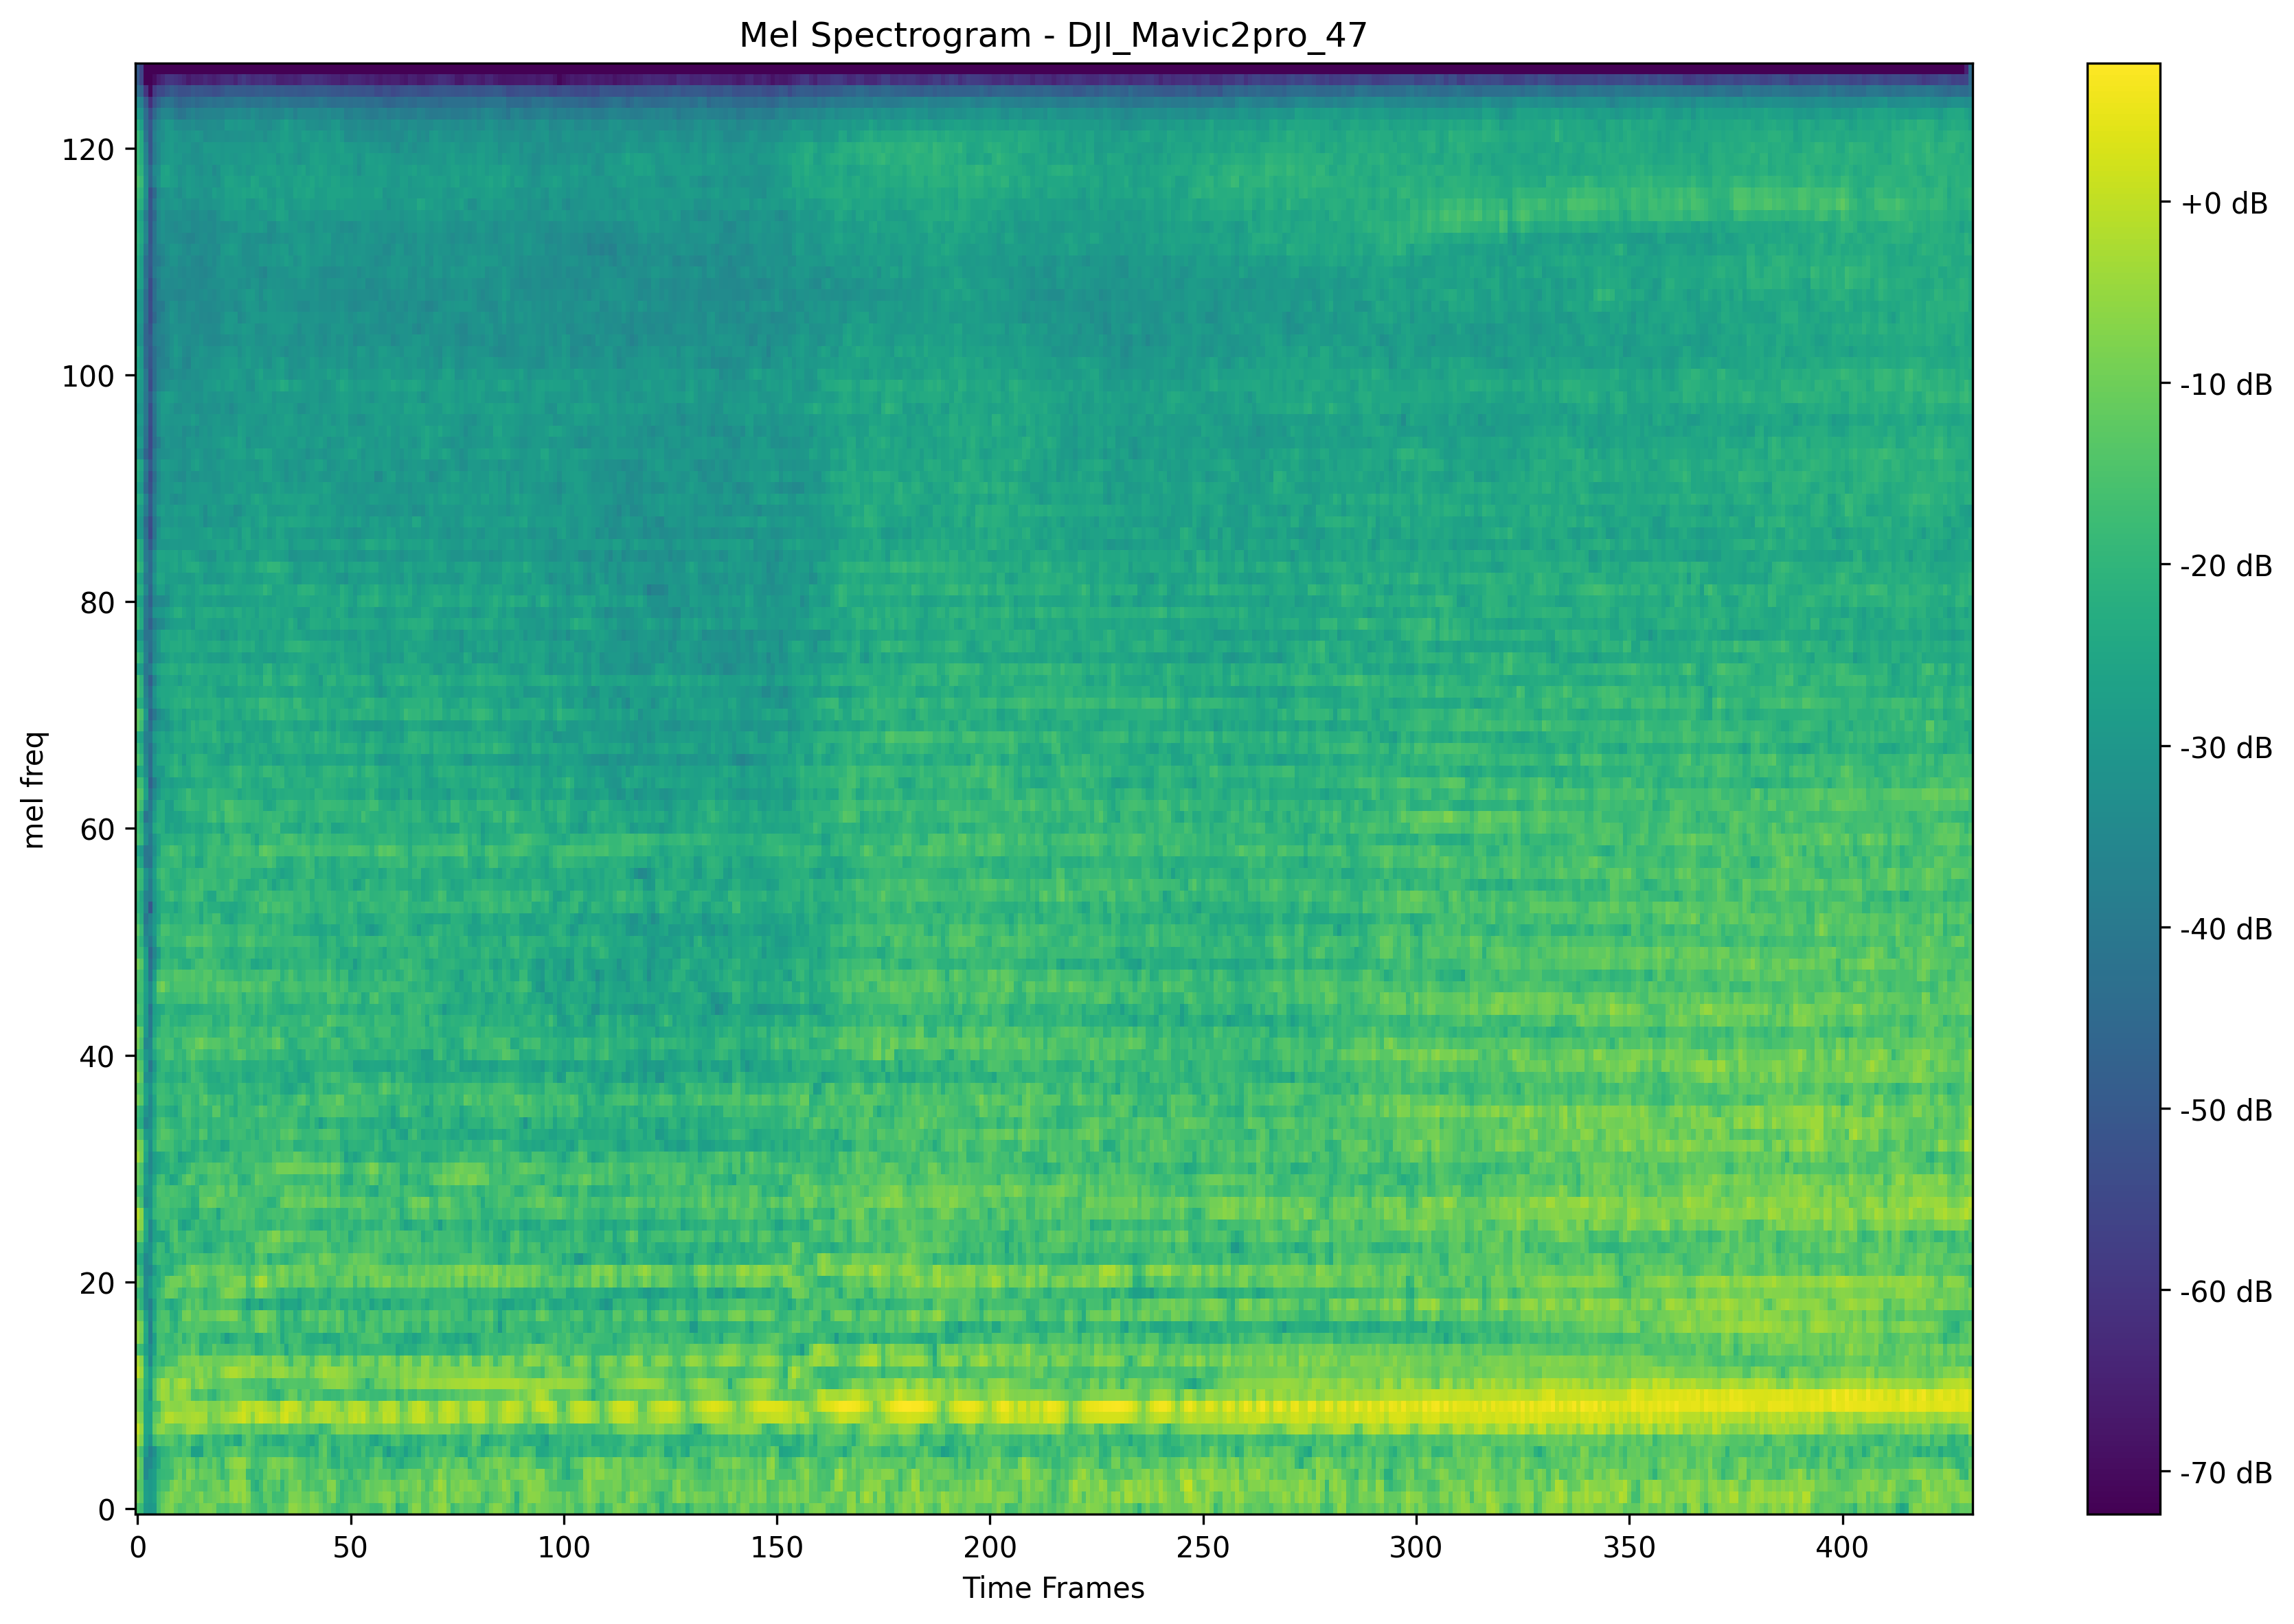 Mel Spectrogram - DJI_Mavic2pro_47
mel freq
120
100
80
60
40
20
0
0 50 100 150 200 250 300 350 400
Time Frames
+0 dB
-10 dB
-20 dB
-30 dB
-40 dB
-50 dB
-60 dB
-70 dB